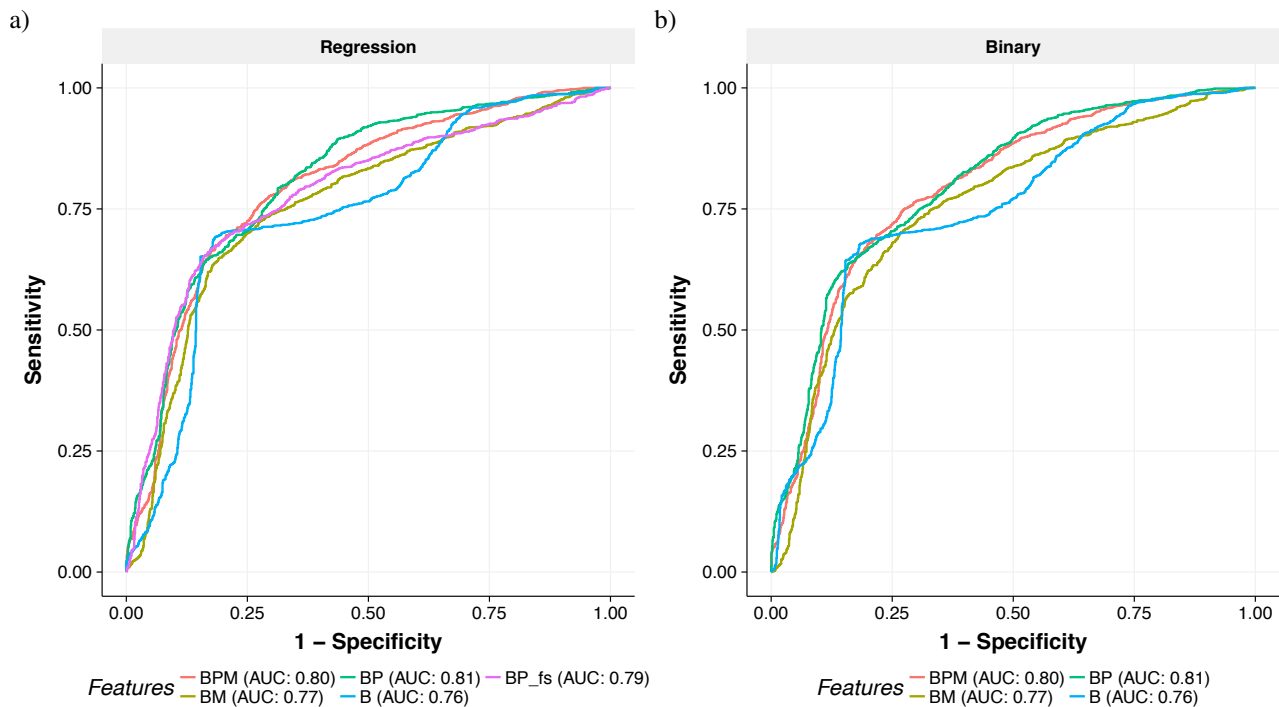 a)
Regression
1.00
0.75
0.50
0.25
0.00
Sensitivity
0.00 0.25 0.50 0.75 1.00
1 − Specificity
Features
BPM (AUC: 0.80) BP (AUC: 0.81) BP_fs (AUC: 0.79)
BM (AUC: 0.77) B (AUC: 0.76)
b)
Binary
1.00
0.75
0.50
0.25
0.00
Sensitivity
0.00 0.25 0.50 0.75 1.00
1 − Specificity
Features
BPM (AUC: 0.80) BP (AUC: 0.81)
BM (AUC: 0.77) B (AUC: 0.76)